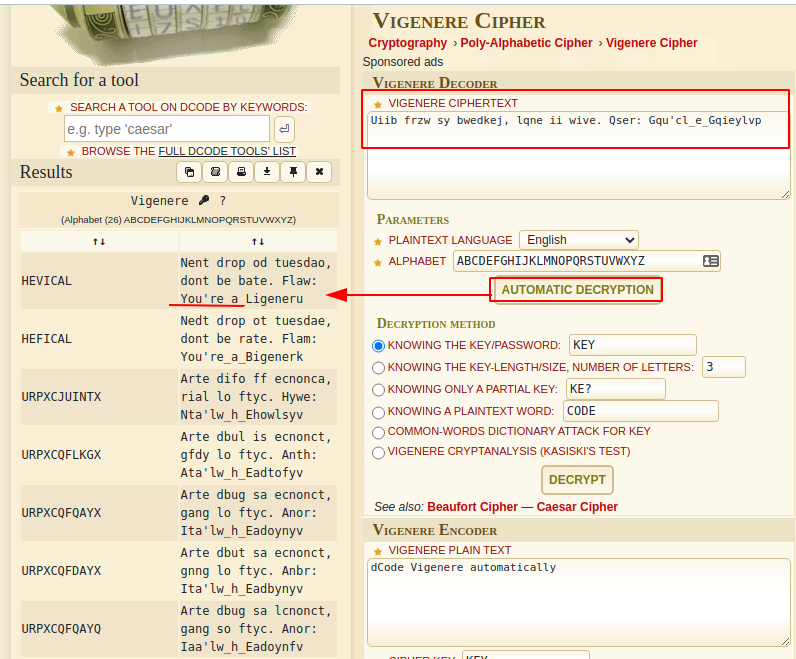 Search for a tool
SEARCH A TOOL ON DCODE BY KEYWORDS:
e.g. type 'caesar'
BROWSE THE FULL DCODE TOOLS' LIST
Results
Vigenere ?
(Alphabet (26) ABCDEFGHIJKLMNOPQRSTUVWXYZ)
↑↓ ↑↓
HEVICAL
Nent drop od tuesdao,
dont be bate. Flaw:
You're_a_Ligeneru
HEFICAL
Nedt drop ot tuesdae,
dont be rate. Flam:
You're_a_Bigenerk
URPXCJUINTX
Arte difo ff ecnonca,
rial lo ftyc. Hywe:
Nta'lw_h_Ehowlsyv
URPXCQFLKGX
Arte dbul is ecnonct,
gfdy lo ftyc. Anth:
Ata'lw_h_Eadtofyv
URPXCQFQAYX
Arte dbug sa ecnonct,
gang lo ftyc. Anor:
Ita'lw_h_Eadoynyv
URPXCQFDAYX
Arte dbut sa ecnonct,
gnng lo ftyc. Anbr:
Ita'lw_h_Eadbynyv
URPXCQFQAYQ
Arte dbug sa lcnonct,
gang so ftyc. Anor:
Iaa'lw_h_Eadoynfv
VIGENERE CIPHER
Cryptography › Poly-Alphabetic Cipher › Vigenere Cipher
Sponsored ads
VIGENERE DECODER
VIGENERE CIPHERTEXT
Uiib frzw sy bwedkej, lqne ii wive. Qser: Gqu'cl_e_Gqieylvp
PARAMETERS
PLAINTEXT LANGUAGE English
ALPHABET ABCDEFGHIJKLMNOPQRSTUVWXYZ
AUTOMATIC DECRYPTION
DECRYPTION METHOD
KNOWING THE KEY/PASSWORD: KEY
KNOWING THE KEY-LENGTH/SIZE, NUMBER OF LETTERS: 3
KNOWING ONLY A PARTIAL KEY: KE?
KNOWING A PLAINTEXT WORD: CODE
COMMON-WORDS DICTIONARY ATTACK FOR KEY
VIGENERE CRYPTANALYSIS (KASISKI'S TEST)
DECRYPT
See also: Beaufort Cipher — Caesar Cipher
VIGENERE ENCODER
VIGENERE PLAIN TEXT
dCode Vigenere automatically
CIPHER KEY KEY